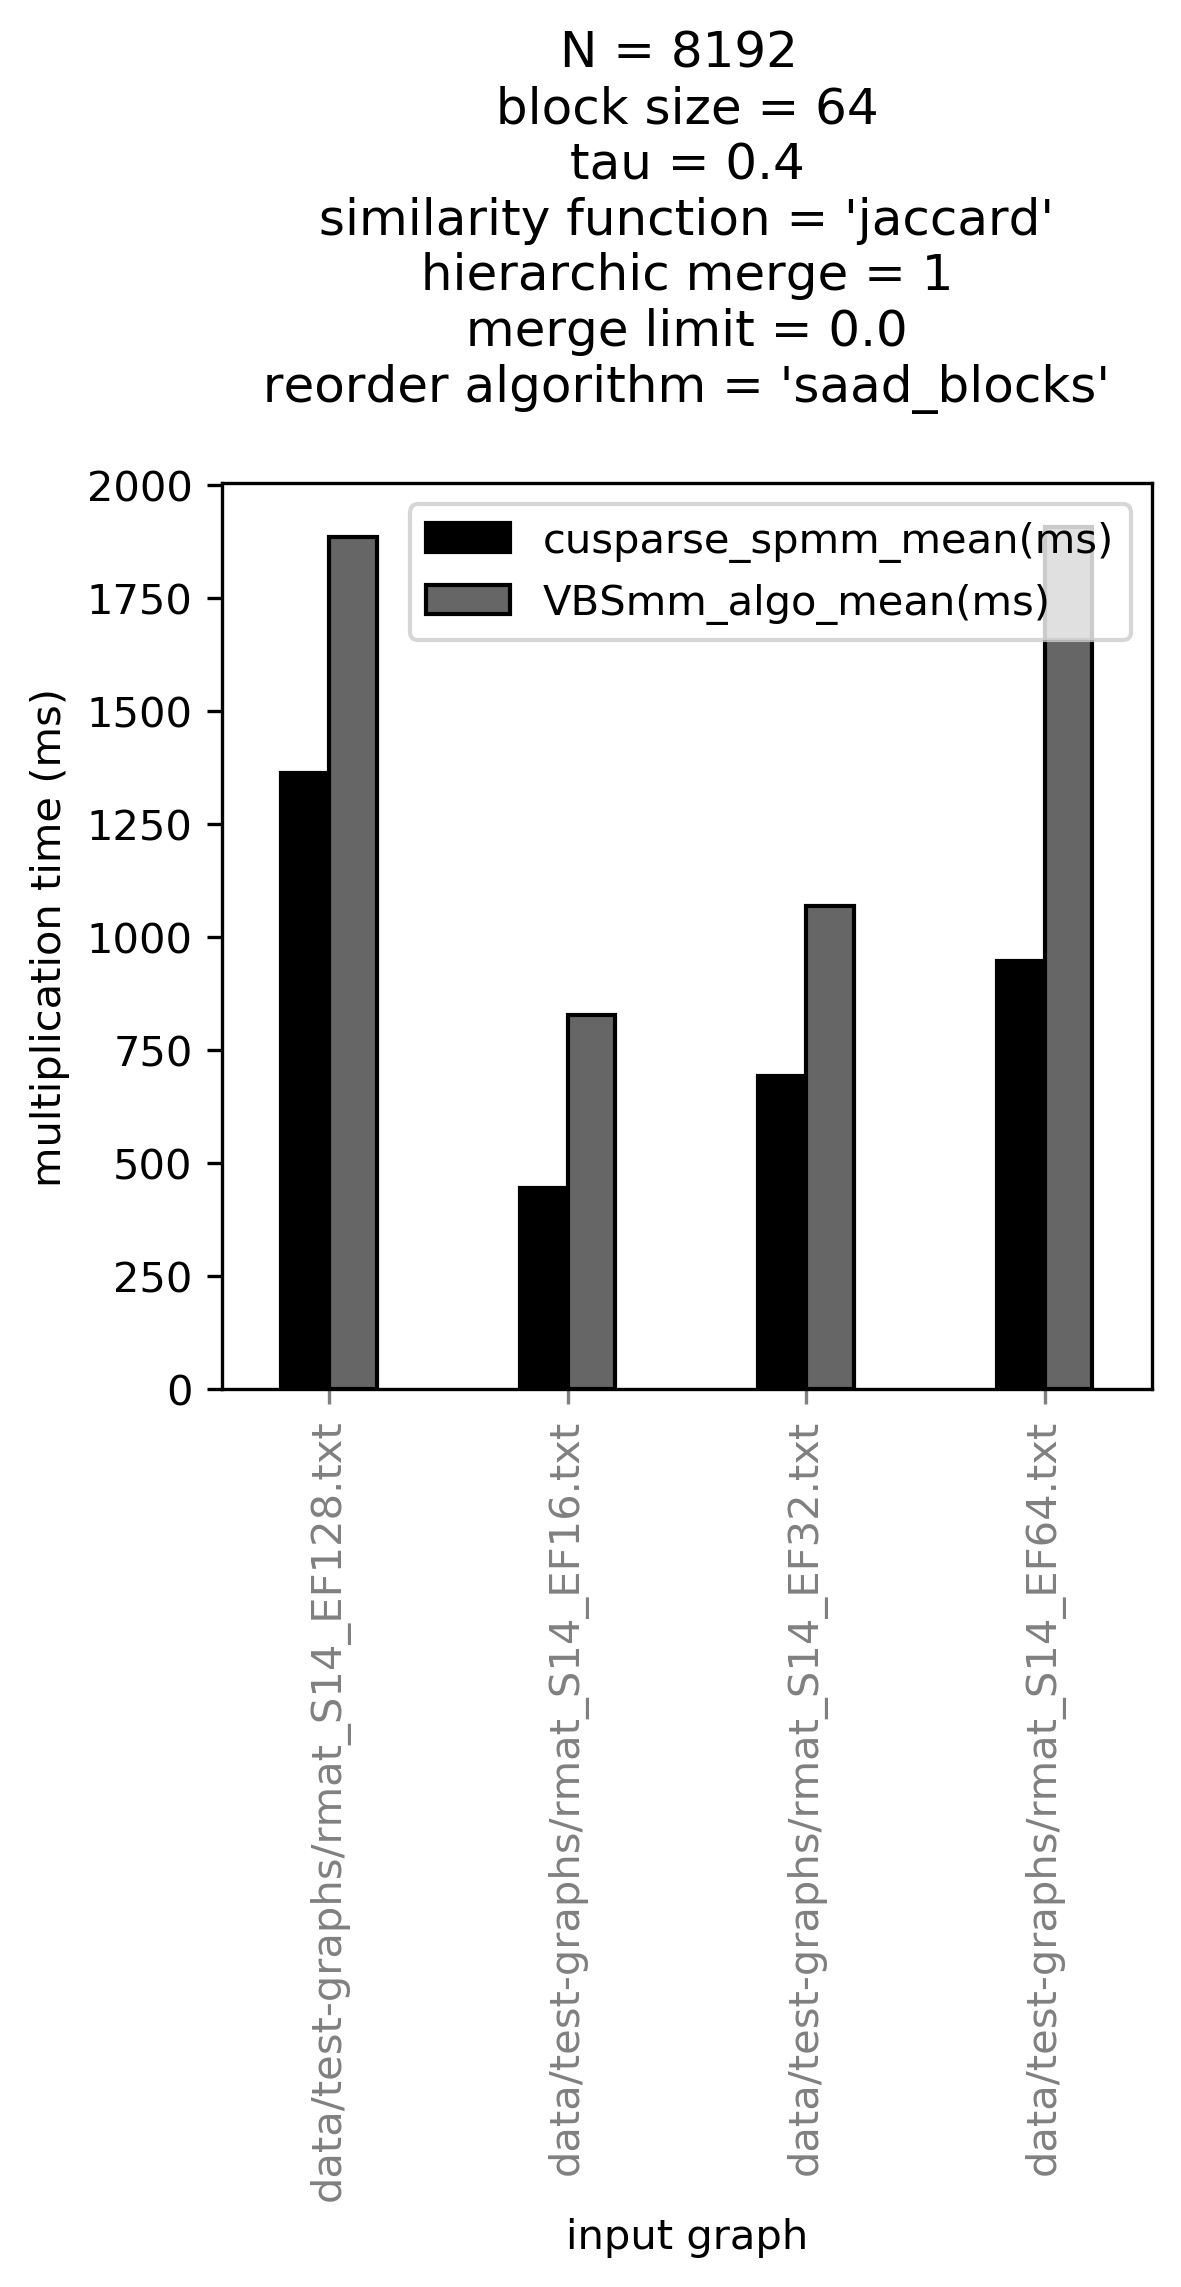 N = 8192
block size = 64
tau = 0.4
similarity function = 'jaccard'
hierarchic merge = 1
merge limit = 0.0
reorder algorithm = 'saad_blocks'
2000
1750
1500
1250
1000
750
500
250
0
multiplication time (ms)
cusparse_spmm_mean(ms)
VBSmm_algo_mean(ms)
data/test-graphs/rmat_S14_EF128.txt
data/test-graphs/rmat_S14_EF16.txt
data/test-graphs/rmat_S14_EF32.txt
data/test-graphs/rmat_S14_EF64.txt
input graph